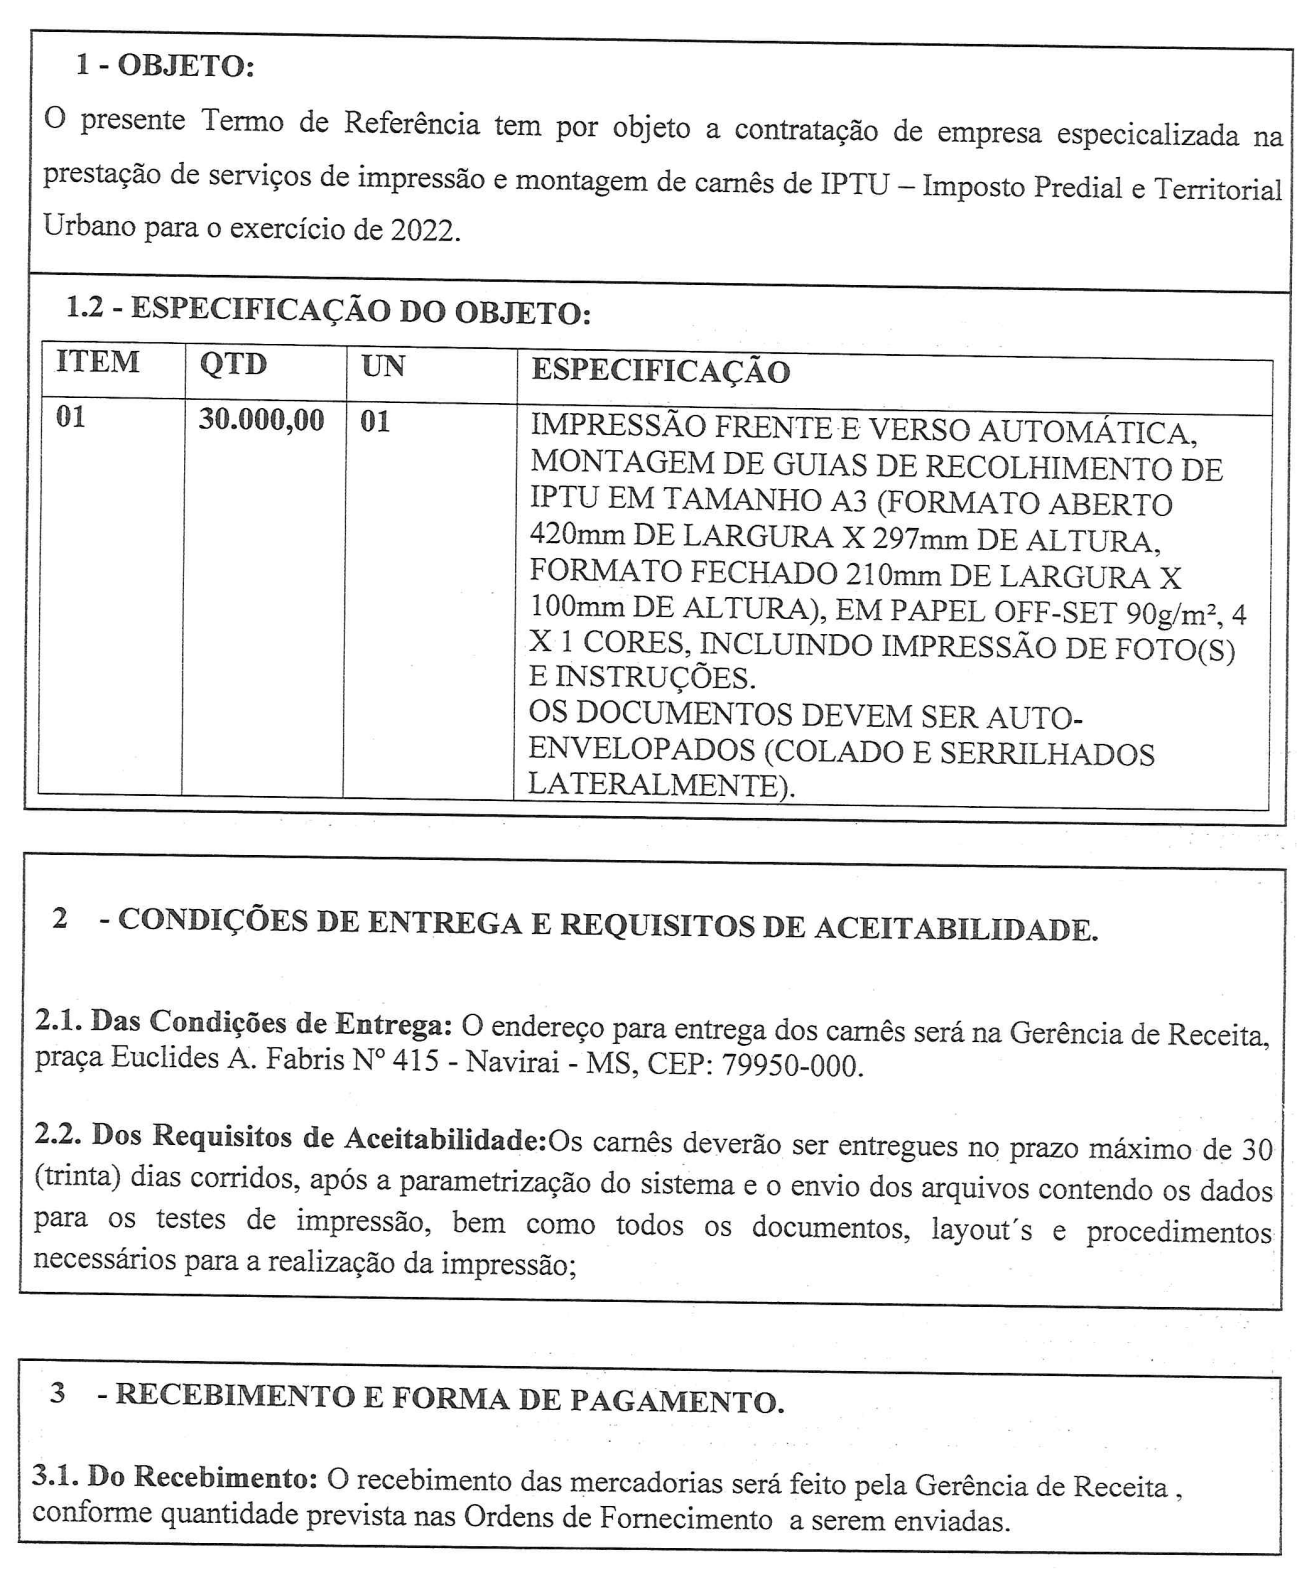 1 - OBJETO:
O presente Termo de Referência tem por objeto a contratação de empresa especicalizada na
prestação de serviços de impressão e montagem de carnês de IPTU – Imposto Predial e Territorial
Urbano para o exercício de 2022.
1.2 - ESPECIFICAÇÃO DO OBJETO:
ITEM QTD UN ESPECIFICAÇÃO
01 30.000,00 01 IMPRESSÃO FRENTE E VERSO AUTOMÁTICA,
MONTAGEM DE GUIAS DE RECOLHIMENTO DE
IPTU EM TAMANHO A3 (FORMATO ABERTO
420mm DE LARGURA X 297mm DE ALTURA,
FORMATO FECHADO 210mm DE LARGURA X
100mm DE ALTURA), EM PAPEL OFF-SET 90g/m², 4
X 1 CORES, INCLUINDO IMPRESSÃO DE FOTO(S)
E INSTRUÇÕES.
OS DOCUMENTOS DEVEM SER AUTO-
ENVELOPADOS (COLADO E SERRILHADOS
LATERALMENTE).
2 - CONDIÇÕES DE ENTREGA E REQUISITOS DE ACEITABILIDADE.
2.1. Das Condições de Entrega: O endereço para entrega dos carnês será na Gerência de Receita,
praça Euclides A. Fabris Nº 415 - Navirai - MS, CEP: 79950-000.
2.2. Dos Requisitos de Aceitabilidade:Os carnês deverão ser entregues no prazo máximo de 30
(trinta) dias corridos, após a parametrização do sistema e o envio dos arquivos contendo os dados
para os testes de impressão, bem como todos os documentos, layout´s e procedimentos
necessários para a realização da impressão;
3 - RECEBIMENTO E FORMA DE PAGAMENTO.
3.1. Do Recebimento: O recebimento das mercadorias será feito pela Gerência de Receita ,
conforme quantidade prevista nas Ordens de Fornecimento a serem enviadas.